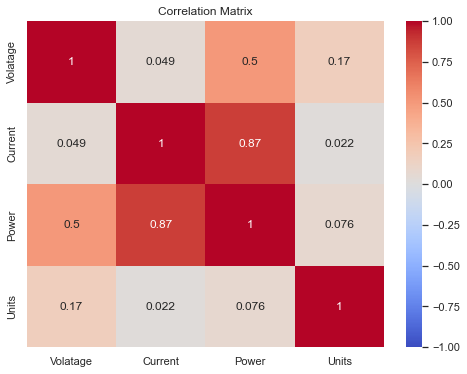 Correlation Matrix
Volatage 1 0.049 0.5 0.17
Current 0.049 1 0.87 0.022
Power 0.5 0.87 1 0.076
Units 0.17 0.022 0.076 1
Volatage Current Power Units
1.00
0.75
0.50
0.25
0.00
−0.25
−0.50
−0.75
−1.00